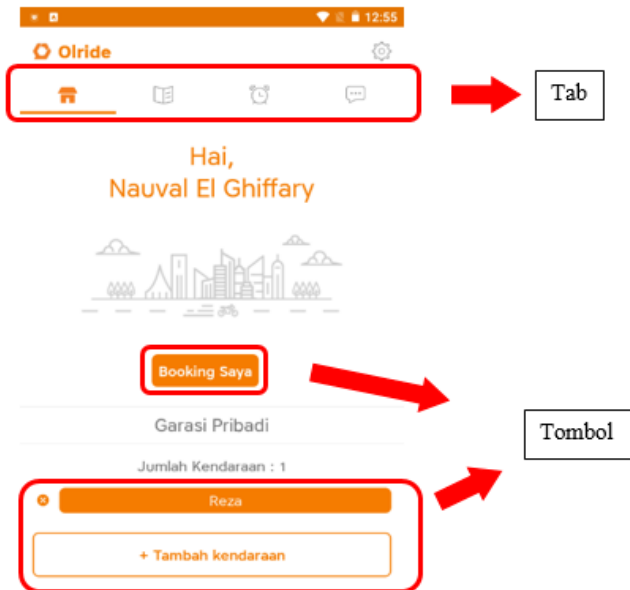 12:55
Olride
Tab
Hai,
Nauval El Ghiffary
Booking Saya
Garasi Pribadi
Tombol
Jumlah Kendaraan : 1
Reza
+ Tambah kendaraan